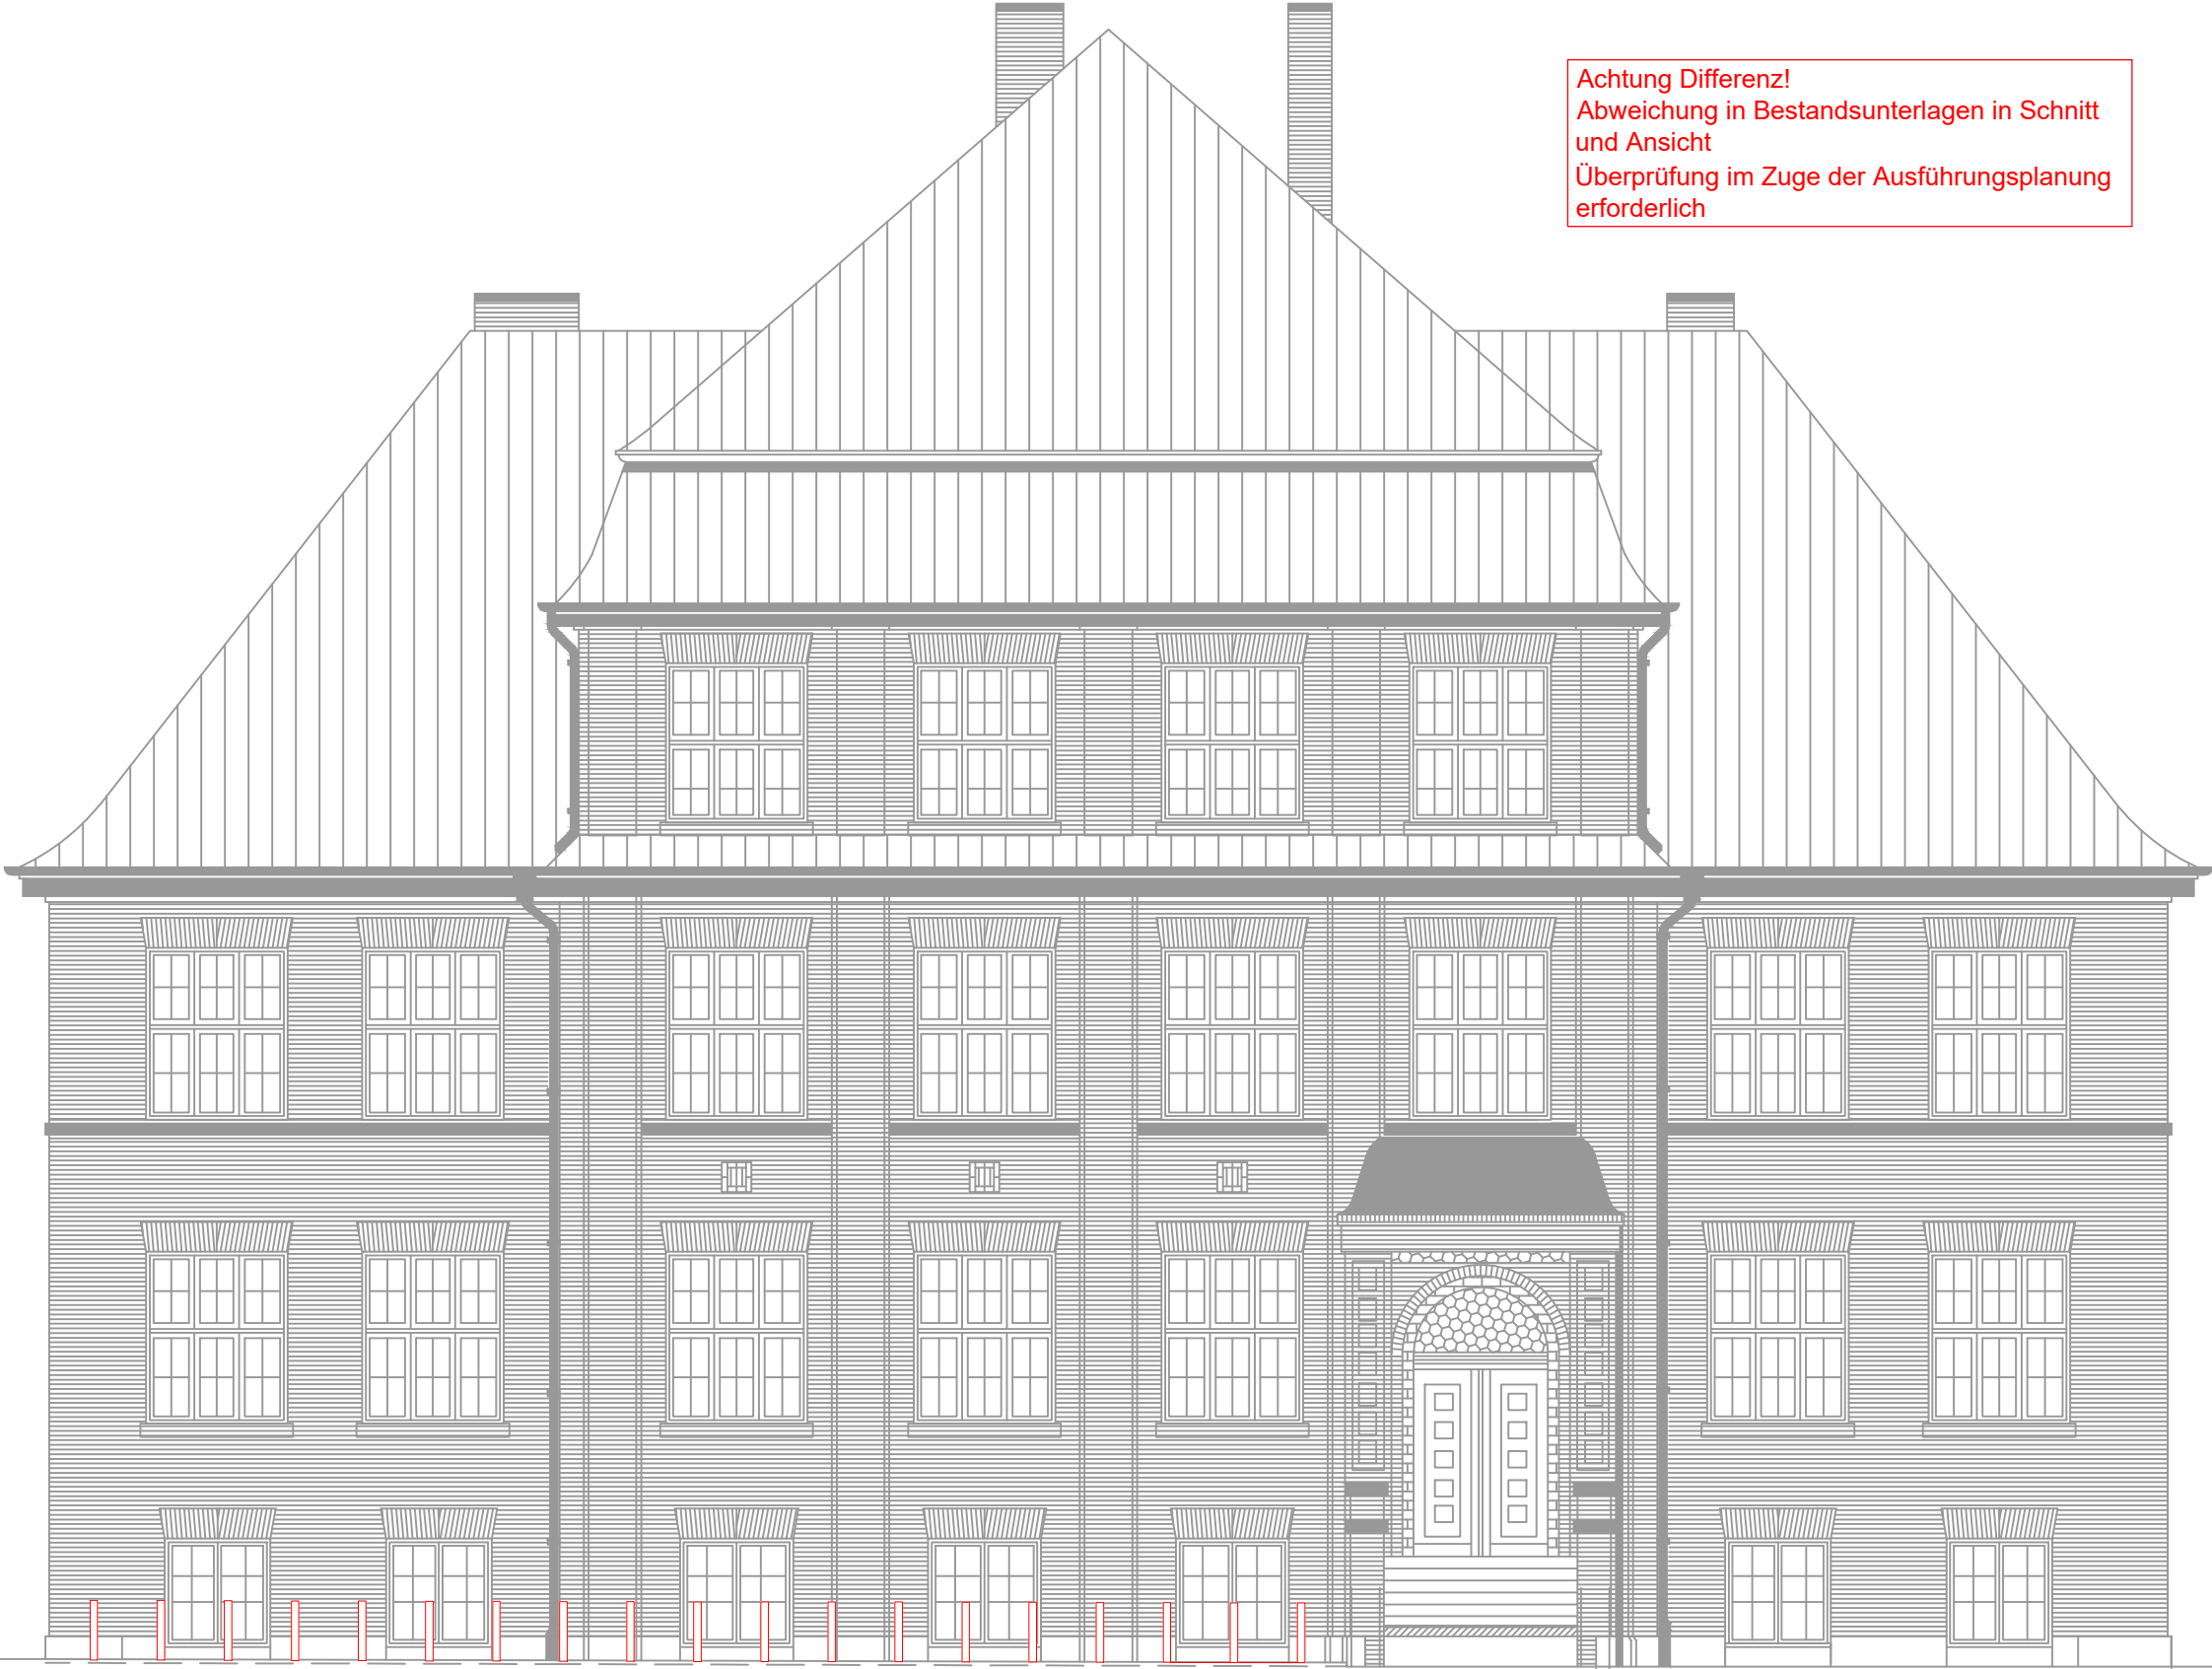 Achtung Differenz!
Abweichung in Bestandsunterlagen in Schnitt
und Ansicht
Überprüfung im Zuge der Ausführungsplanung
erforderlich